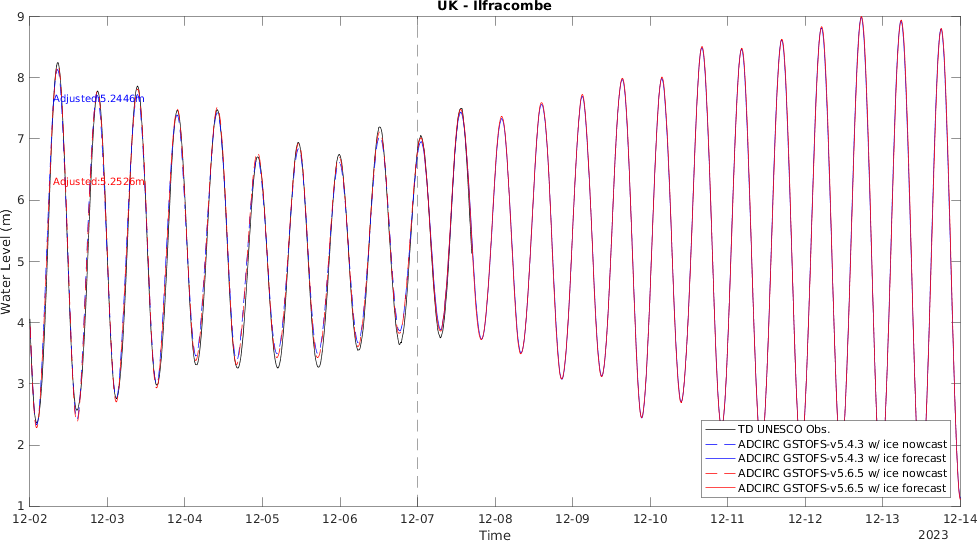 UK - Ilfracombe
9
8
Adjusted:5.2446m
7
Adjusted:5.2526m
6
5
4
3
2
1
Water Level (m)
TD UNESCO Obs.
ADCIRC GSTOFS-v5.4.3 w/ ice nowcast
ADCIRC GSTOFS-v5.4.3 w/ ice forecast
ADCIRC GSTOFS-v5.6.5 w/ ice nowcast
ADCIRC GSTOFS-v5.6.5 w/ ice forecast
12-02 12-03 12-04 12-05 12-06 12-07 12-08 12-09 12-10 12-11 12-12 12-13 12-14
Time
2023